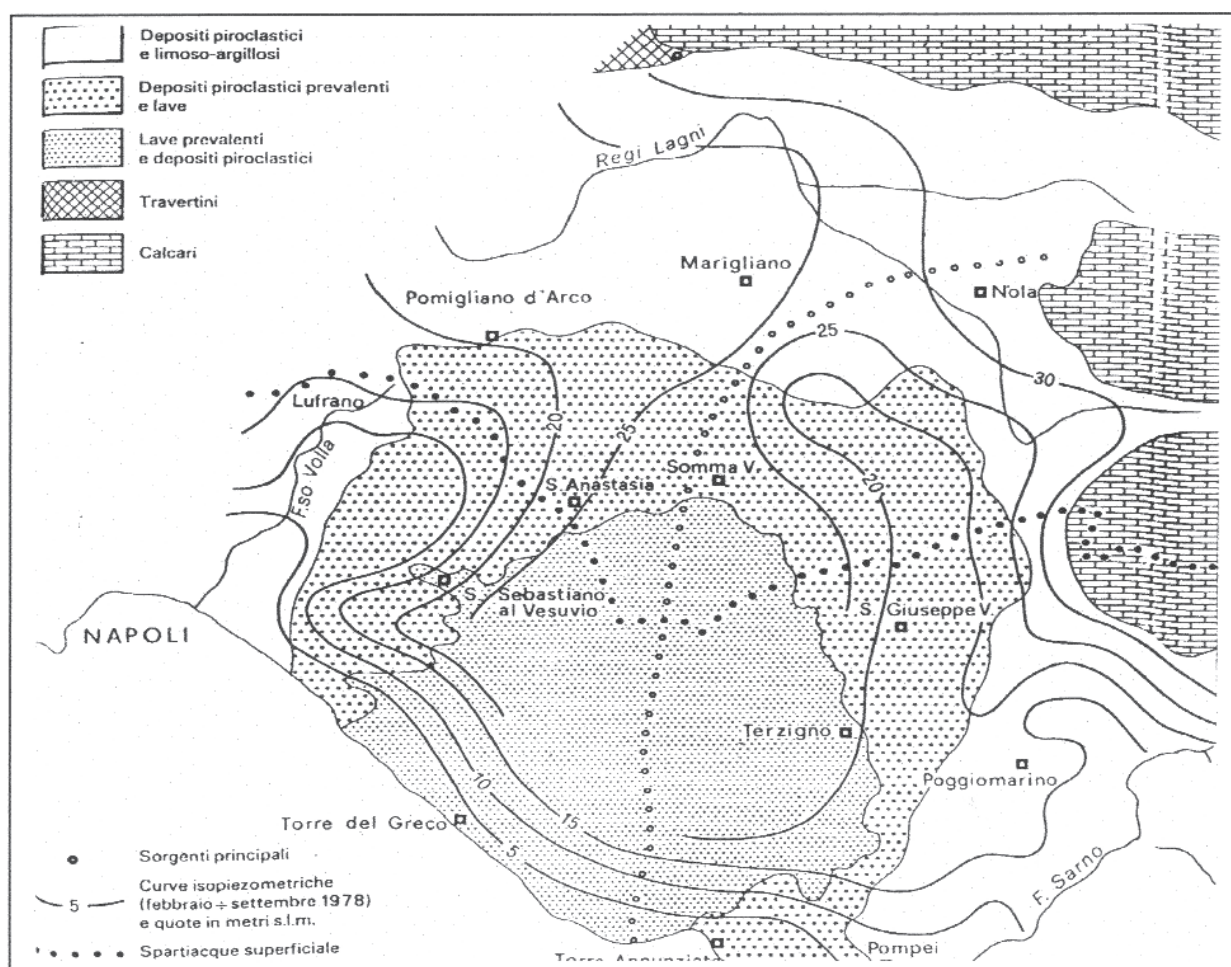 Depositi piroclastici
e limoso-argillosi
Depositi piroclastici prevalenti
e lave
Lave prevalenti
e depositi piroclastici
Travertini
Calcari
Regi Lagni
Marigliano
Nola
Pomigliano d'Arco
25
30
Lufrano
20
25
F.so Volla
Somma V.
S. Anastasia
20
S. Sebastiano
al Vesuvio
S. Giuseppe V.
NAPOLI
Terzigno
Poggiomarino
10
15
Torre del Greco
5
F. Sarno
Sorgenti principali
5
Curve isopiezometriche
(febbraio ÷ settembre 1978)
e quote in metri s.l.m.
Spartiacque superficiale
Pompei
Torre Annunziata